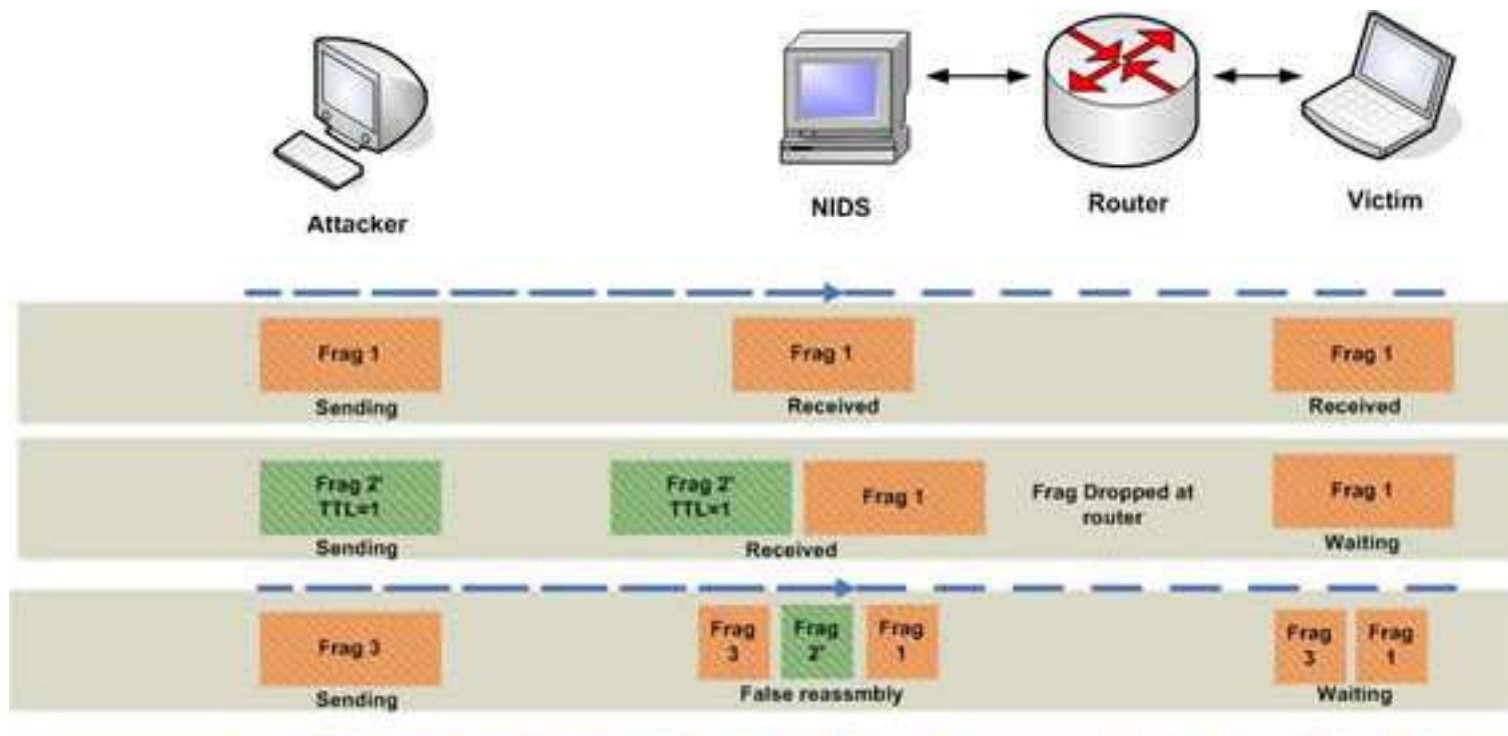 Attacker
NIDS
Router
Victim
Frag 1
Frag 1
Frag 1
Sending
Received
Received
Frag 2'
TTL=1
Frag 2'
TTL=1
Frag 1
Frag Dropped at
router
Frag 1
Sending
Received
Waiting
Frag 3
Frag
3
Frag
2'
Frag
1
Frag
3
Frag
1
Sending
False reassmbly
Waiting